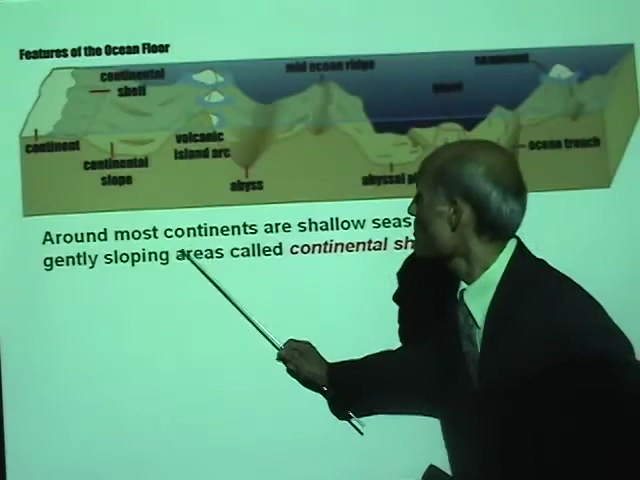 Features of the Ocean Floor
continental
shelf
mid ocean ridge
seamount
continent
continental
slope
volcanic
island arc
abyss
abyssal
ocean trench
Around most continents are shallow seas
gently sloping areas called continental sh